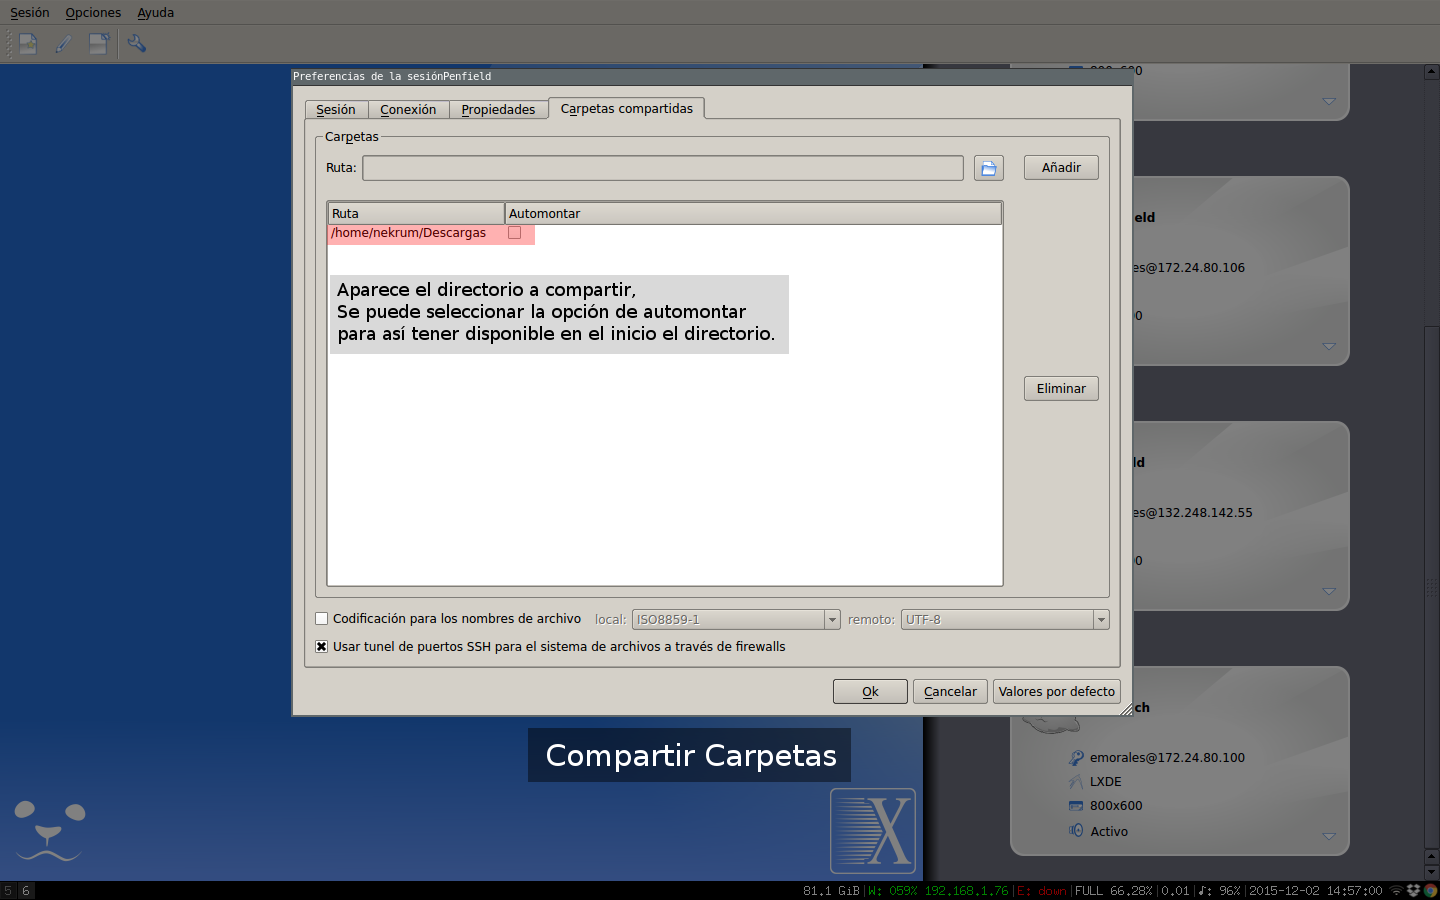 Sesión Opciones Ayuda
Preferencias de la sesiónPenfield
Sesión Conexión Propiedades Carpetas compartidas
Carpetas
Ruta: Añadir
Ruta Automontar
/home/nekrum/Descargas
Aparece el directorio a compartir,
Se puede seleccionar la opción de automontar
para así tener disponible en el inicio el directorio.
Eliminar
Codificación para los nombres de archivo local: ISO8859-1 remoto: UTF-8
Usar tunel de puertos SSH para el sistema de archivos a través de firewalls
Ok Cancelar Valores por defecto
Compartir Carpetas
eld
es@172.24.80.106
ld
es@132.248.142.55
ch
emorales@172.24.80.100
LXDE
800x600
Activo
X
5 6 81.1 GiB|W: 059% 192.168.1.76|E: down|FULL 66.28%|0.01|♪: 96%|2015-12-02 14:57:00